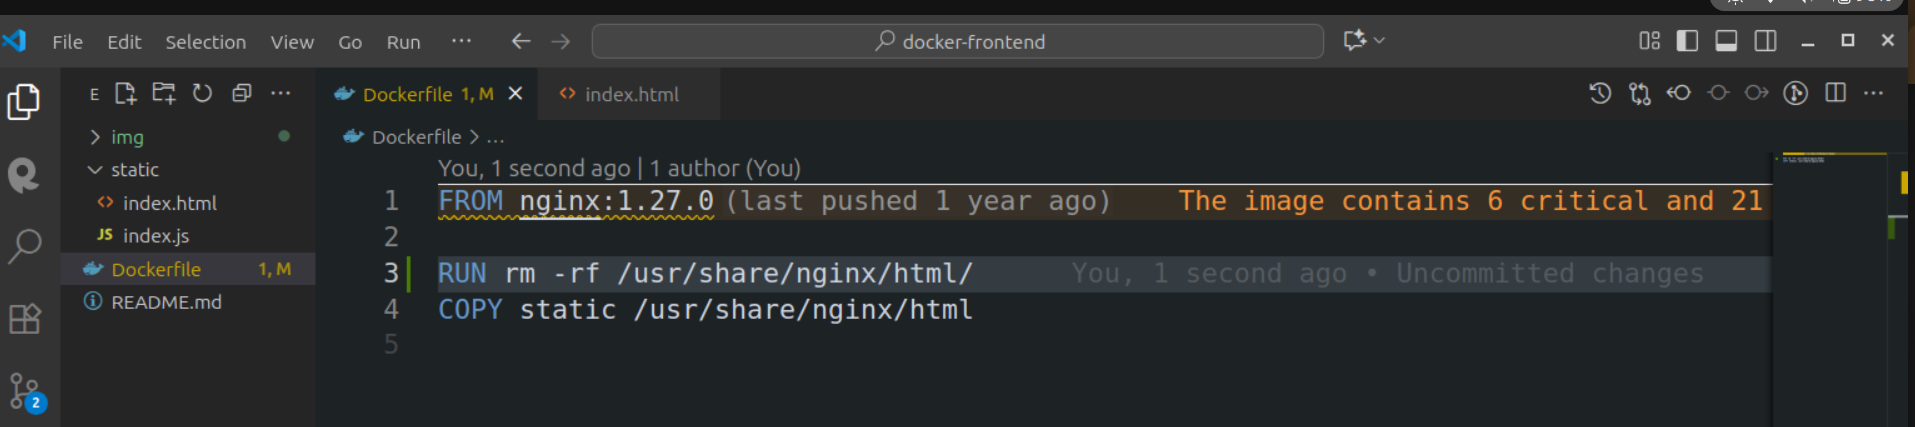 File Edit Selection View Go Run ··· docker-frontend
E ···
img
static
index.html
JS index.js
Dockerfile 1, M
README.md
2
Dockerfile 1, M
index.html
Dockerfile > ...
You, 1 second ago | 1 author (You)
1 FROM nginx:1.27.0 (last pushed 1 year ago) The image contains 6 critical and 21
2
3 RUN rm -rf /usr/share/nginx/html/ You, 1 second ago • Uncommitted changes
4 COPY static /usr/share/nginx/html
5